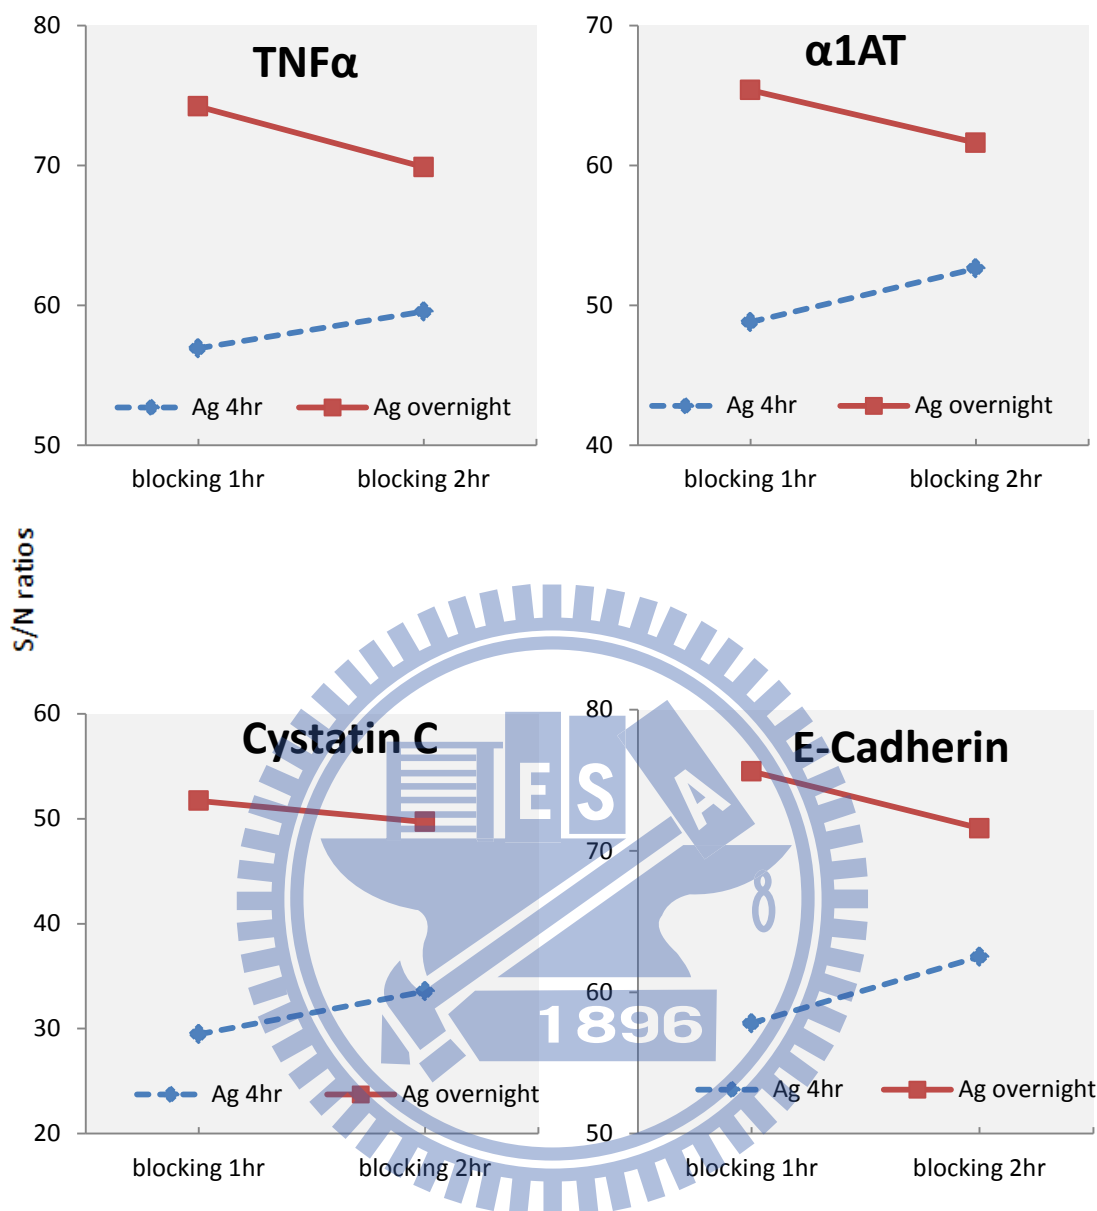 80
TNFα
70
60
Ag 4hr
Ag overnight
50
blocking 1hr
blocking 2hr
70
α1AT
60
50
Ag 4hr
Ag overnight
40
blocking 1hr
blocking 2hr
S/N ratios
60
Cystatin C
50
40
30
Ag 4hr
Ag overnight
20
blocking 1hr
blocking 2hr
80
E-Cadherin
70
60
Ag 4hr
Ag overnight
50
blocking 1hr
blocking 2hr
E S A
1896